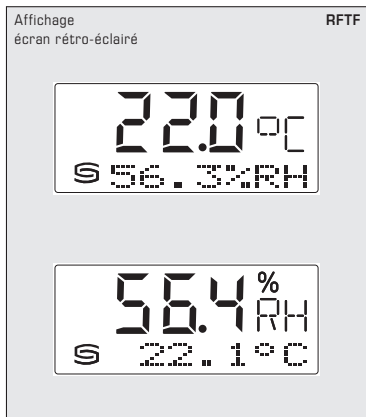 Affichage RFTF
écran rétro-éclairé
22.0 °C
56.3%RH
56.4 % RH
22.1°C